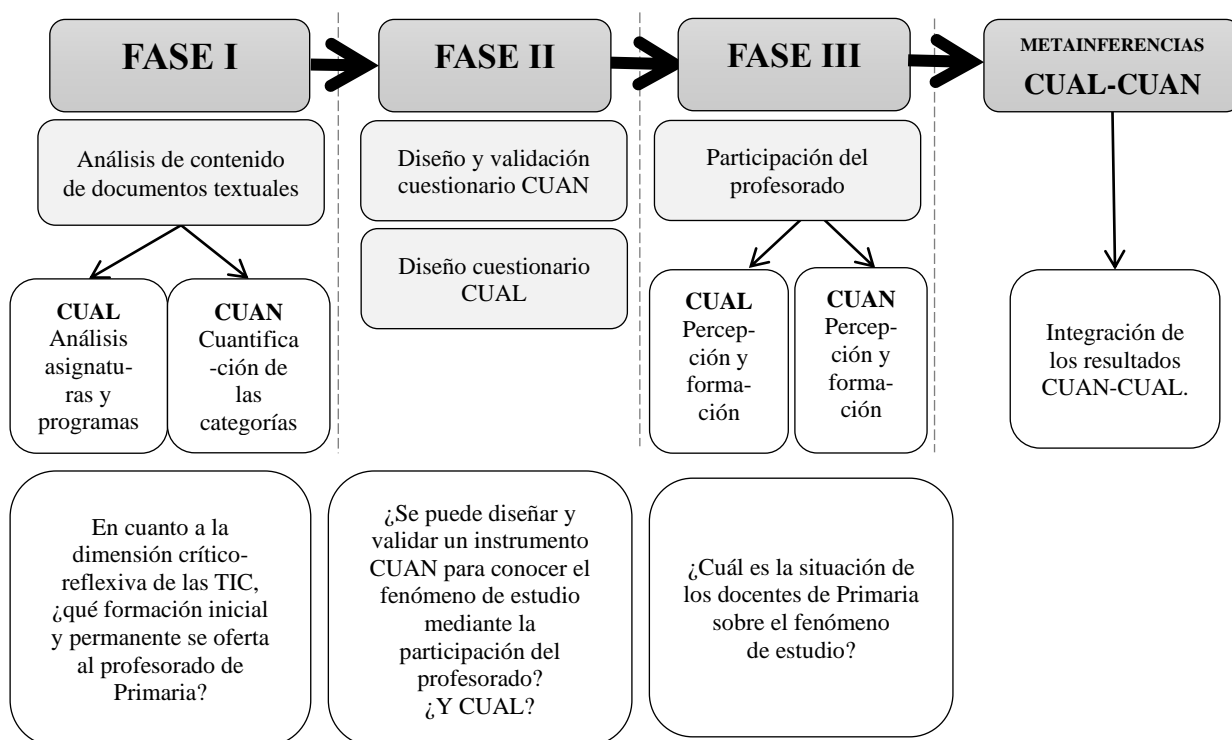 FASE I
FASE II
FASE III
METAINFERENCIAS
CUAL-CUAN
Análisis de contenido
de documentos textuales
Diseño y validación
cuestionario CUAN
Diseño cuestionario
CUAL
Participación del
profesorado
CUAL
Análisis
asignatu-
ras y
programas
CUAN
Cuantifica
-ción de
las
categorías
CUAL
Percep-
ción y
forma-
ción
CUAN
Percep-
ción y
forma-
ción
Integración de
los resultados
CUAN-CUAL.
En cuanto a la
dimensión crítico-
reflexiva de las TIC,
¿qué formación inicial
y permanente se oferta
al profesorado de
Primaria?
¿Se puede diseñar y
validar un instrumento
CUAN para conocer el
fenómeno de estudio
mediante la
participación del
profesorado?
¿Y CUAL?
¿Cuál es la situación de
los docentes de Primaria
sobre el fenómeno
de estudio?